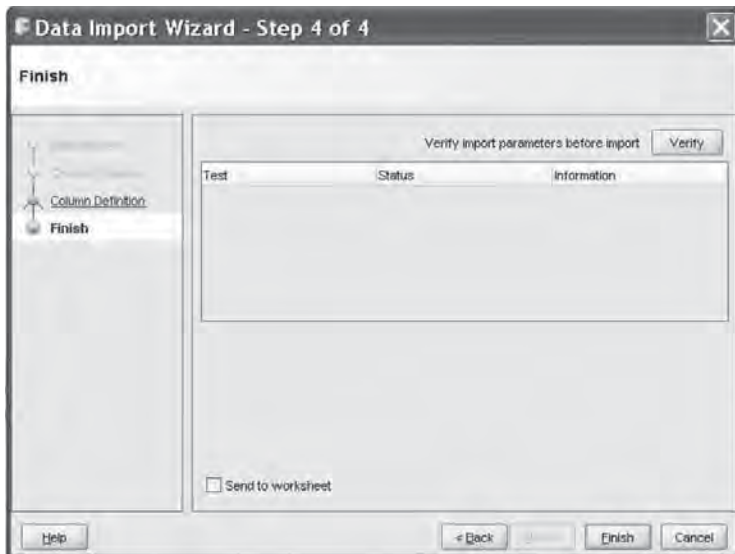 Data Import Wizard - Step 4 of 4
Finish
Column Definition
Finish
Verify import parameters before import Verify
Test Status Information
Send to worksheet
Help < Back Finish Cancel